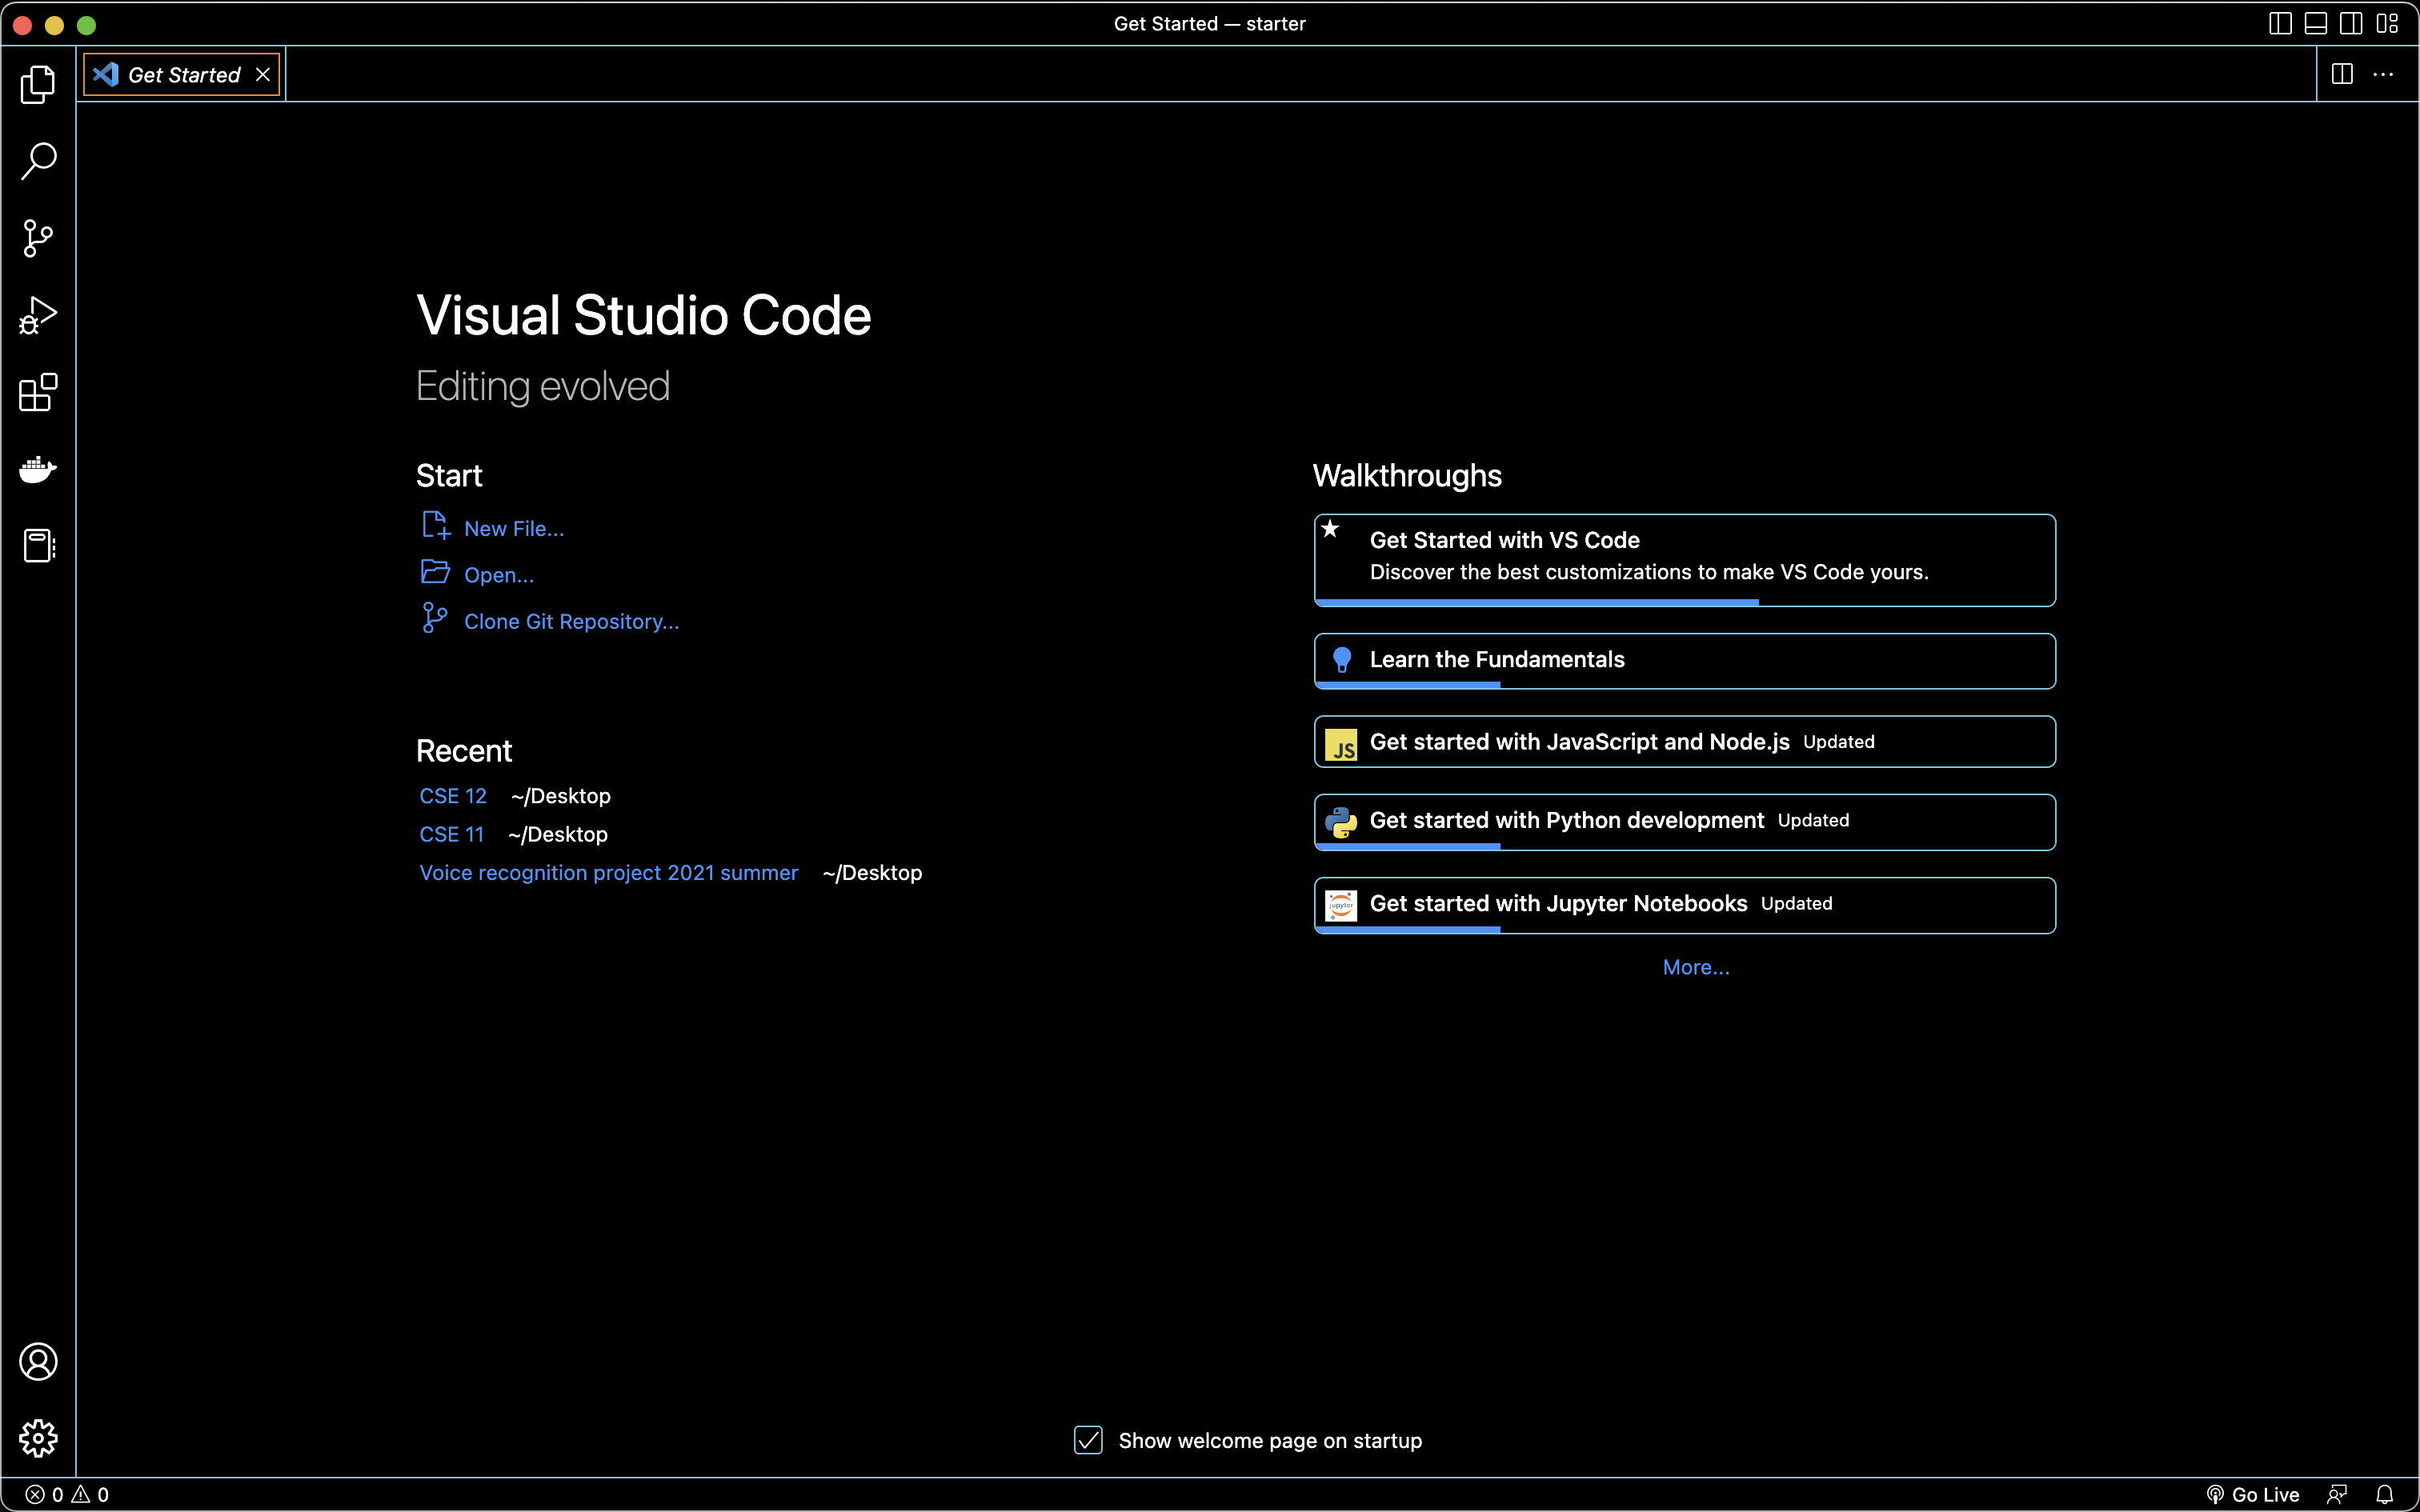 Get Started — starter
Get Started
Visual Studio Code
Editing evolved
Start
New File...
Open...
Clone Git Repository...
Recent
CSE 12 ~/Desktop
CSE 11 ~/Desktop
Voice recognition project 2021 summer ~/Desktop
Walkthroughs
Get Started with VS Code
Discover the best customizations to make VS Code yours.
Learn the Fundamentals
JS Get started with JavaScript and Node.js Updated
Get started with Python development Updated
jupyter Get started with Jupyter Notebooks Updated
More...
Show welcome page on startup
0 0
Go Live